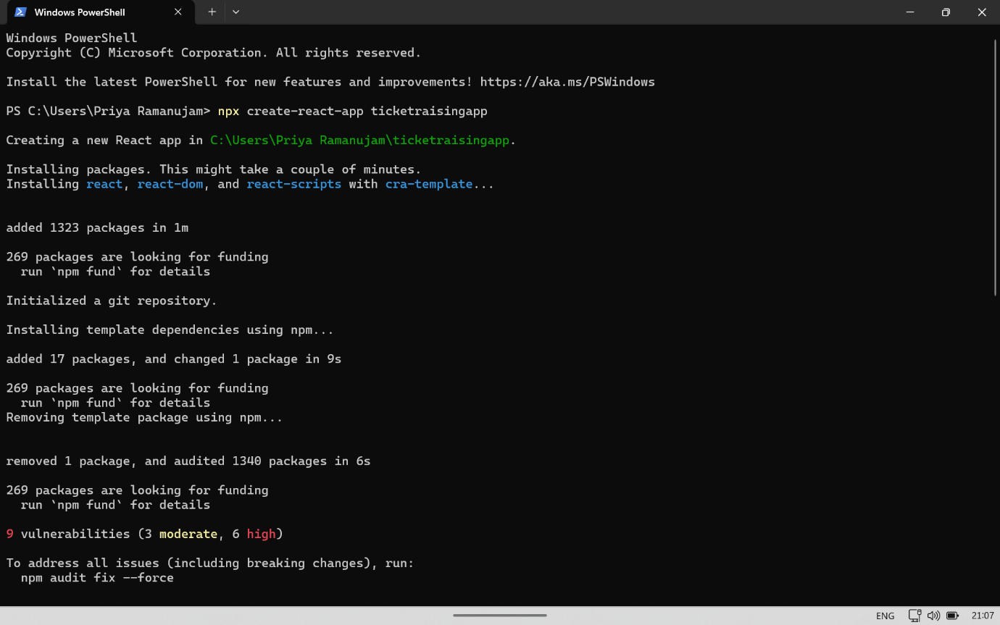 Windows PowerShell
Windows PowerShell
Copyright (C) Microsoft Corporation. All rights reserved.
Install the latest PowerShell for new features and improvements! https://aka.ms/PSWindows
PS C:\Users\Priya Ramanujam> npx create-react-app ticketraisingapp
Creating a new React app in C:\Users\Priya Ramanujam\ticketraisingapp.
Installing packages. This might take a couple of minutes.
Installing react, react-dom, and react-scripts with cra-template...
added 1323 packages in 1m
269 packages are looking for funding
  run `npm fund` for details
Initialized a git repository.
Installing template dependencies using npm...
added 17 packages, and changed 1 package in 9s
269 packages are looking for funding
  run `npm fund` for details
Removing template package using npm...
removed 1 package, and audited 1340 packages in 6s
269 packages are looking for funding
  run `npm fund` for details
9 vulnerabilities (3 moderate, 6 high)
To address all issues (including breaking changes), run:
  npm audit fix --force
ENG 21:07